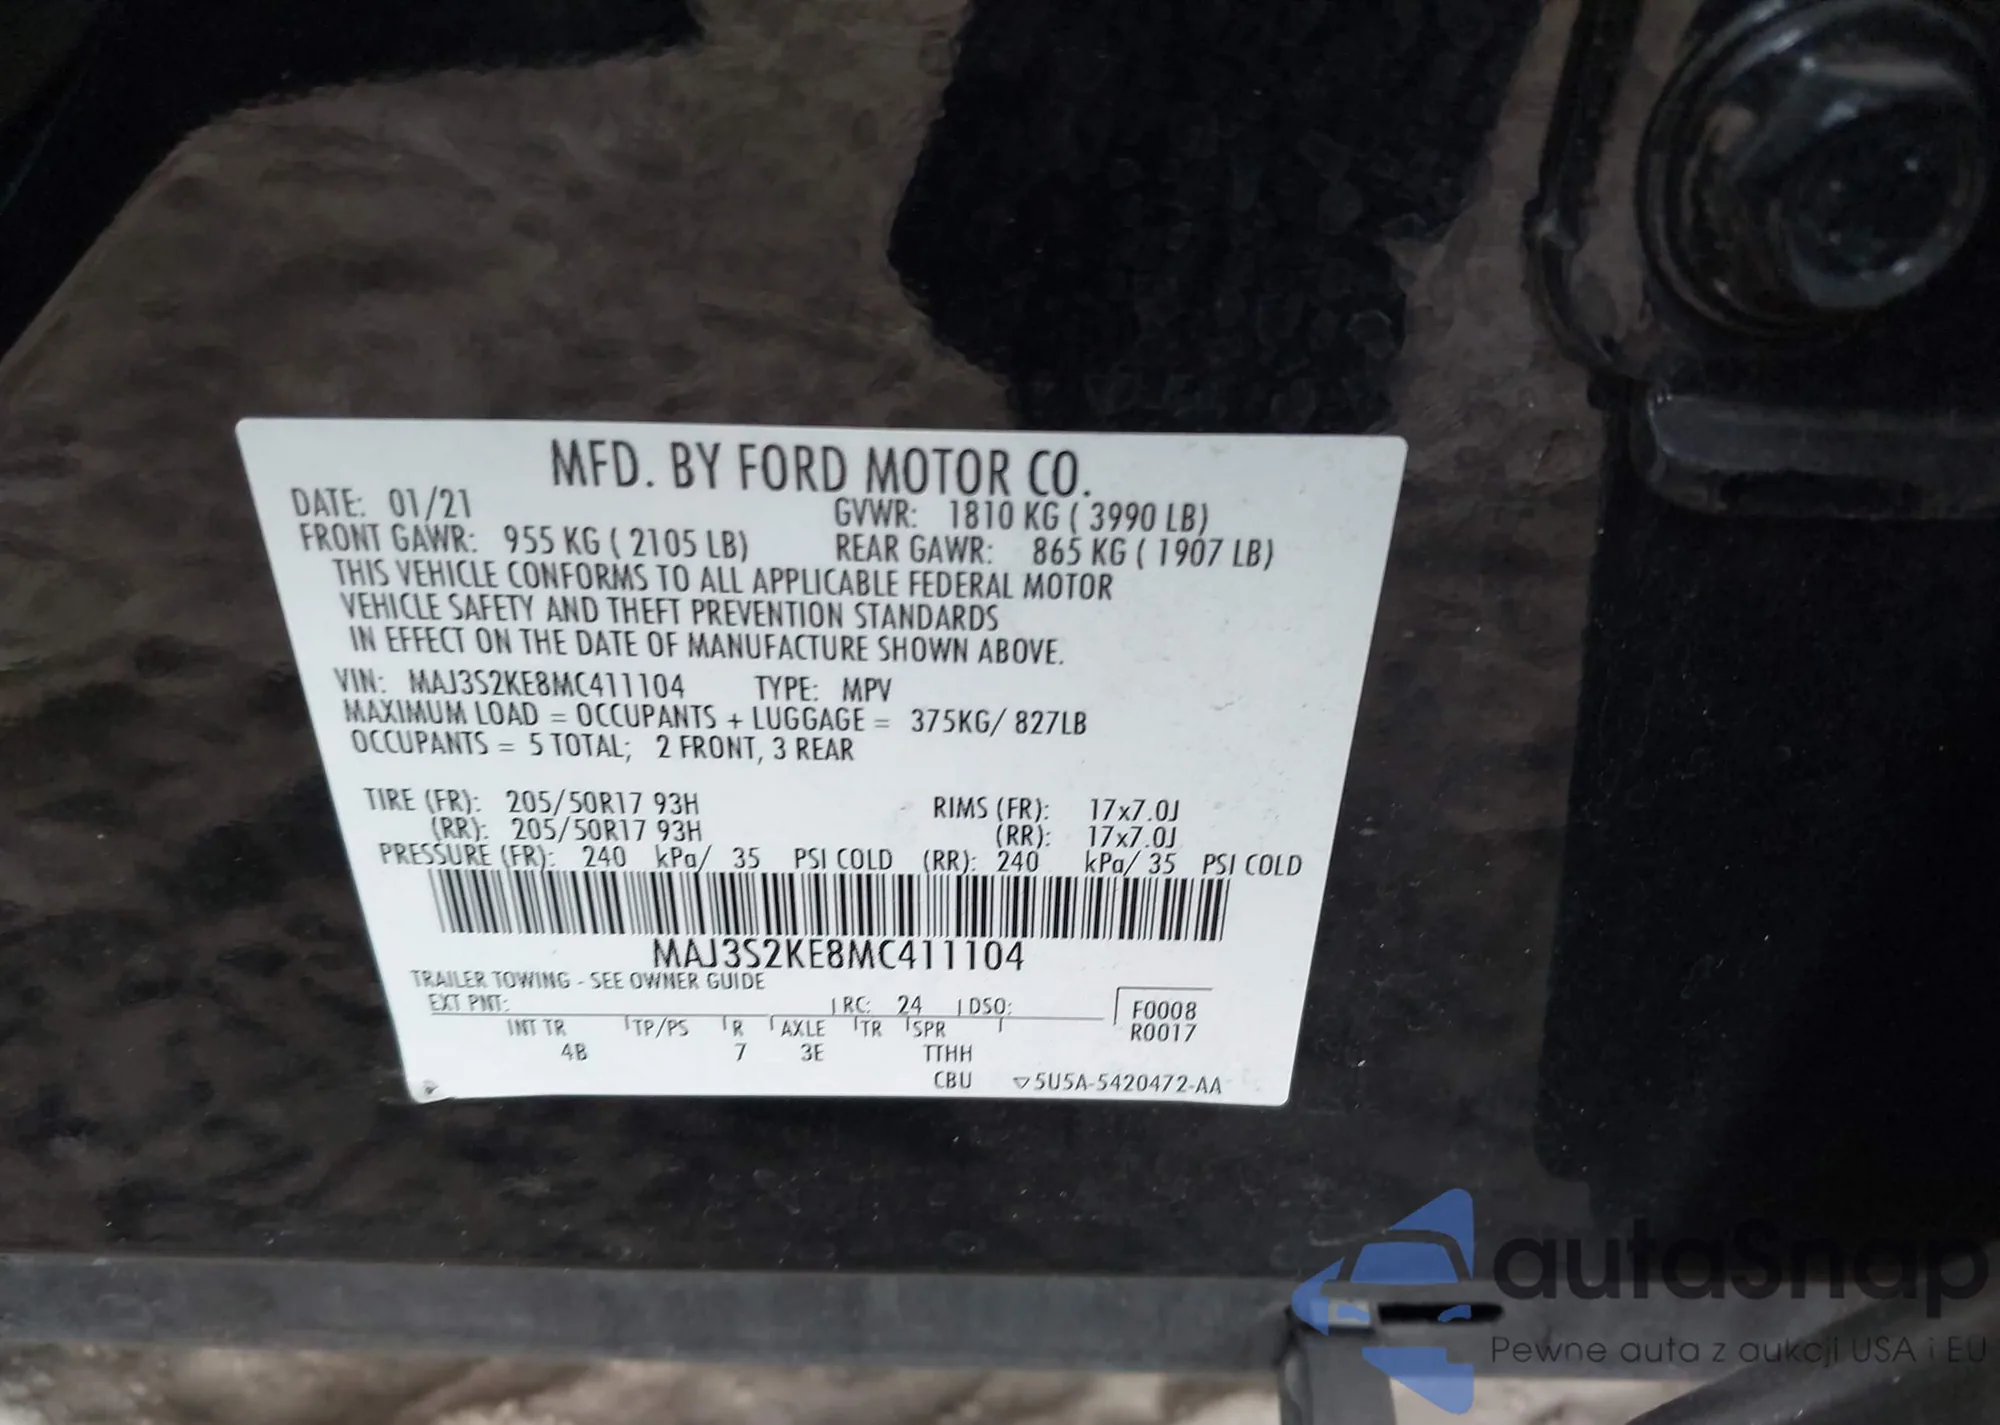 MFD. BY FORD MOTOR CO.
DATE: 01/21 GVWR: 1810 KG ( 3990 LB)
FRONT GAWR: 955 KG ( 2105 LB) REAR GAWR: 865 KG ( 1907 LB)
THIS VEHICLE CONFORMS TO ALL APPLICABLE FEDERAL MOTOR
VEHICLE SAFETY AND THEFT PREVENTION STANDARDS
IN EFFECT ON THE DATE OF MANUFACTURE SHOWN ABOVE.
VIN: MAJ3S2KE8MC411104 TYPE: MPV
MAXIMUM LOAD = OCCUPANTS + LUGGAGE = 375KG/ 827LB
OCCUPANTS = 5 TOTAL; 2 FRONT, 3 REAR
TIRE (FR): 205/50R17 93H RIMS (FR): 17x7.0J
(RR): 205/50R17 93H (RR): 17x7.0J
PRESSURE (FR): 240 kPa/ 35 PSI COLD (RR): 240 kPa/ 35 PSI COLD
MAJ3S2KE8MC411104
TRAILER TOWING - SEE OWNER GUIDE
EXT PNT: RC: 24 DSO: F0008
INT TR TP/PS R AXLE TR SPR R0017
4B 7 3E TTHH
CBU ▽5U5A-5420472-AA
autaSnap
Pewne auta z aukcji USA i EU